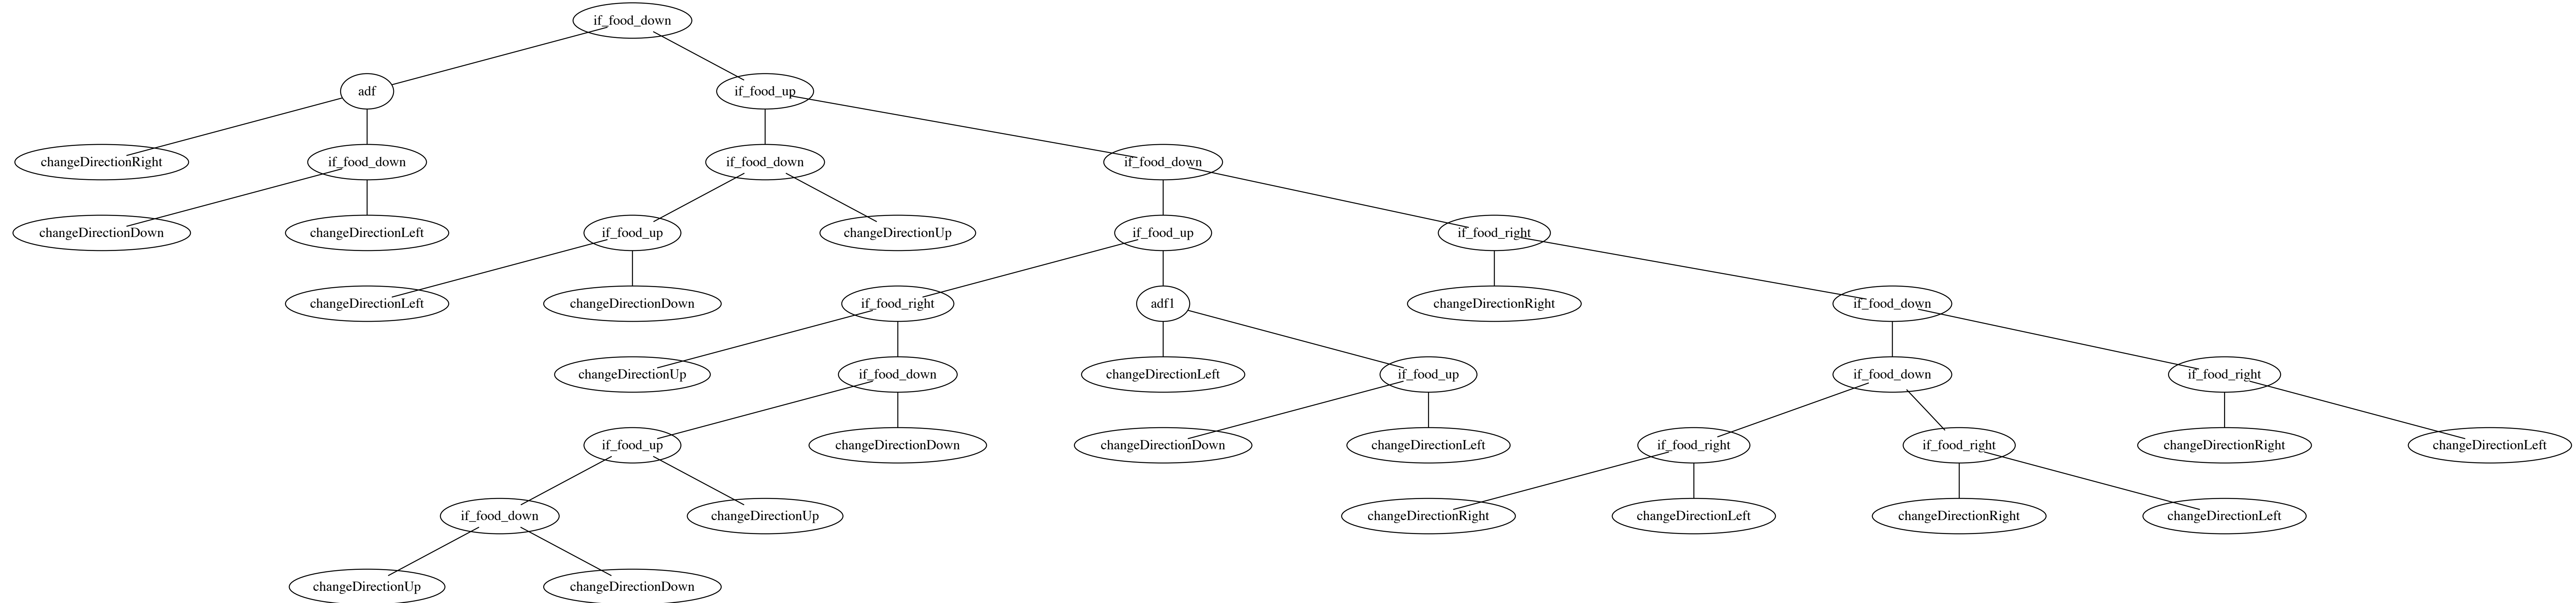 if_food_down
adf
if_food_up
changeDirectionRight
if_food_down
if_food_down
if_food_down
changeDirectionDown
changeDirectionLeft
if_food_up
changeDirectionUp
if_food_up
if_food_right
changeDirectionLeft
changeDirectionDown
if_food_right
adf1
changeDirectionRight
if_food_down
changeDirectionUp
if_food_down
changeDirectionLeft
if_food_up
if_food_down
if_food_right
if_food_up
changeDirectionDown
changeDirectionDown
changeDirectionLeft
if_food_right
if_food_right
changeDirectionRight
changeDirectionLeft
if_food_down
changeDirectionUp
changeDirectionRight
changeDirectionLeft
changeDirectionRight
changeDirectionLeft
changeDirectionUp
changeDirectionDown